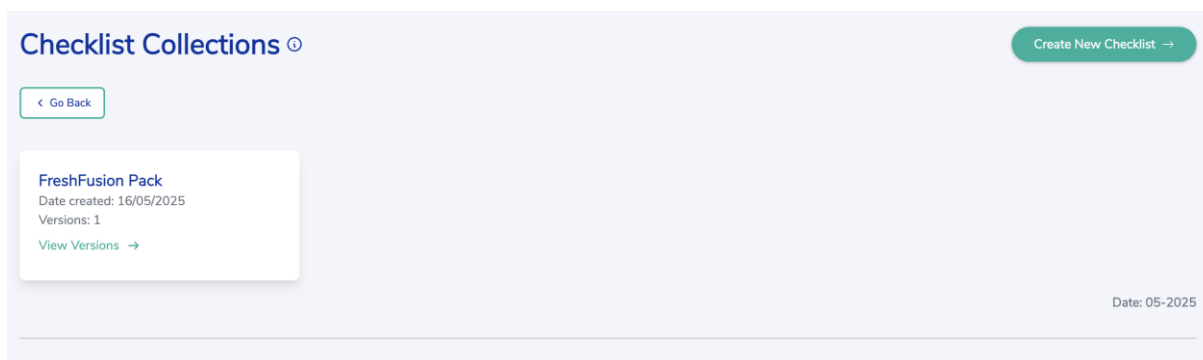 Checklist Collections
Create New Checklist →
< Go Back
FreshFusion Pack
Date created: 16/05/2025
Versions: 1
View Versions →
Date: 05-2025